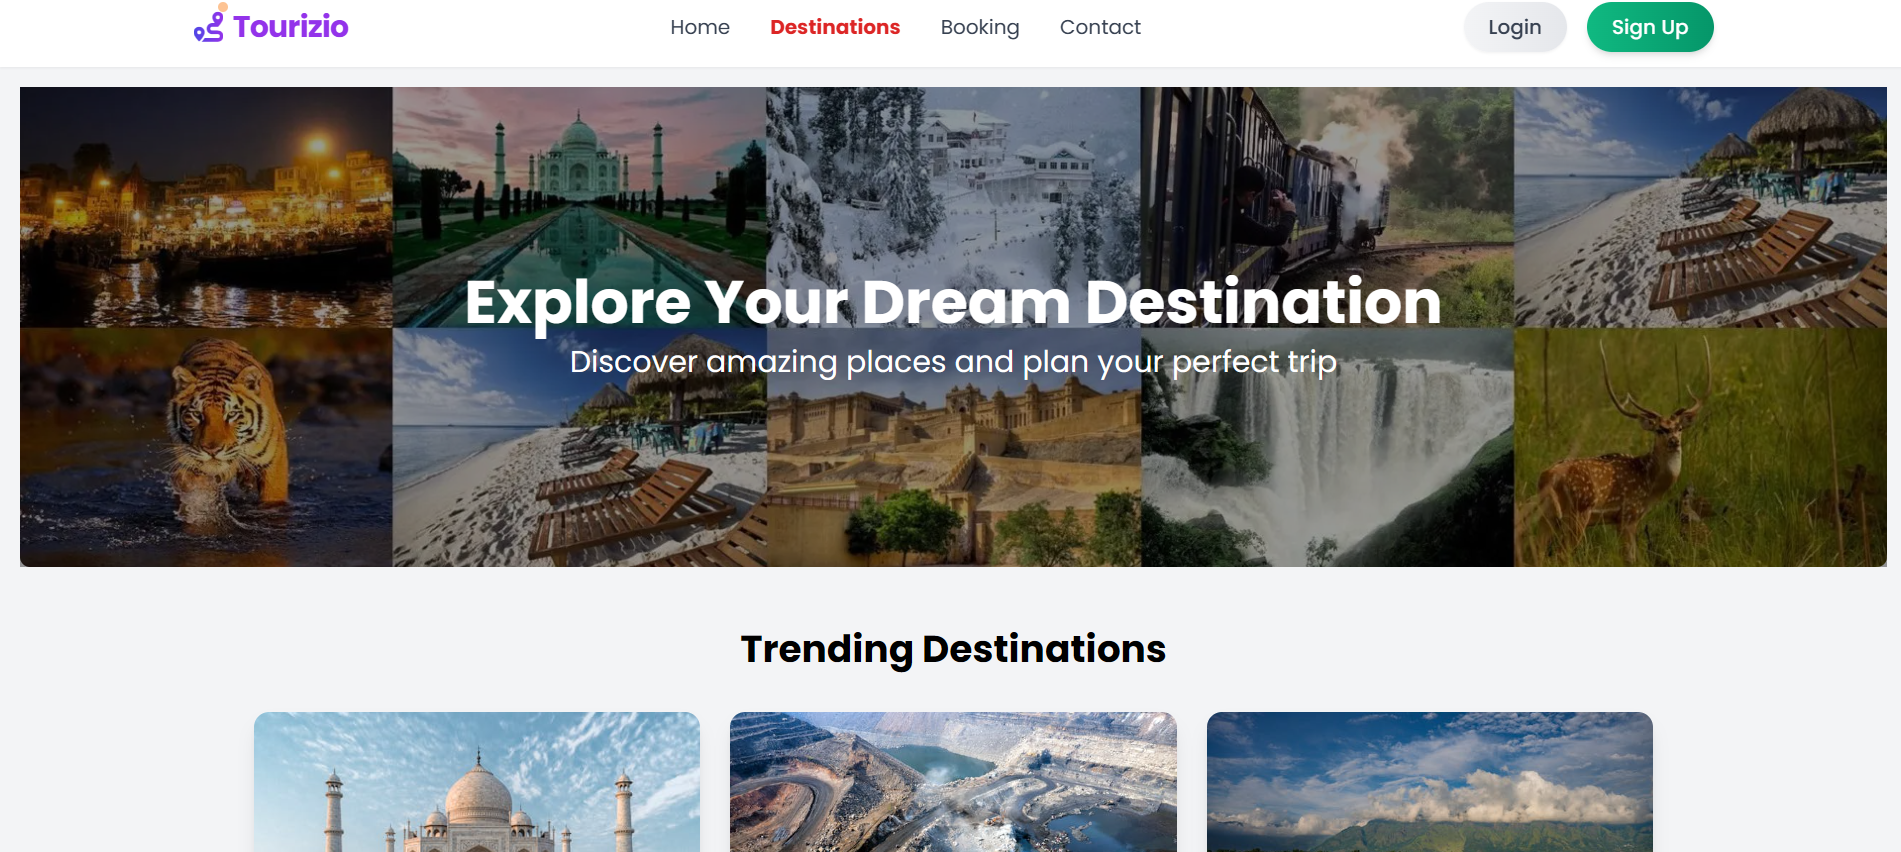 Tourizio
Home Destinations Booking Contact
Login Sign Up
Explore Your Dream Destination
Discover amazing places and plan your perfect trip
Trending Destinations